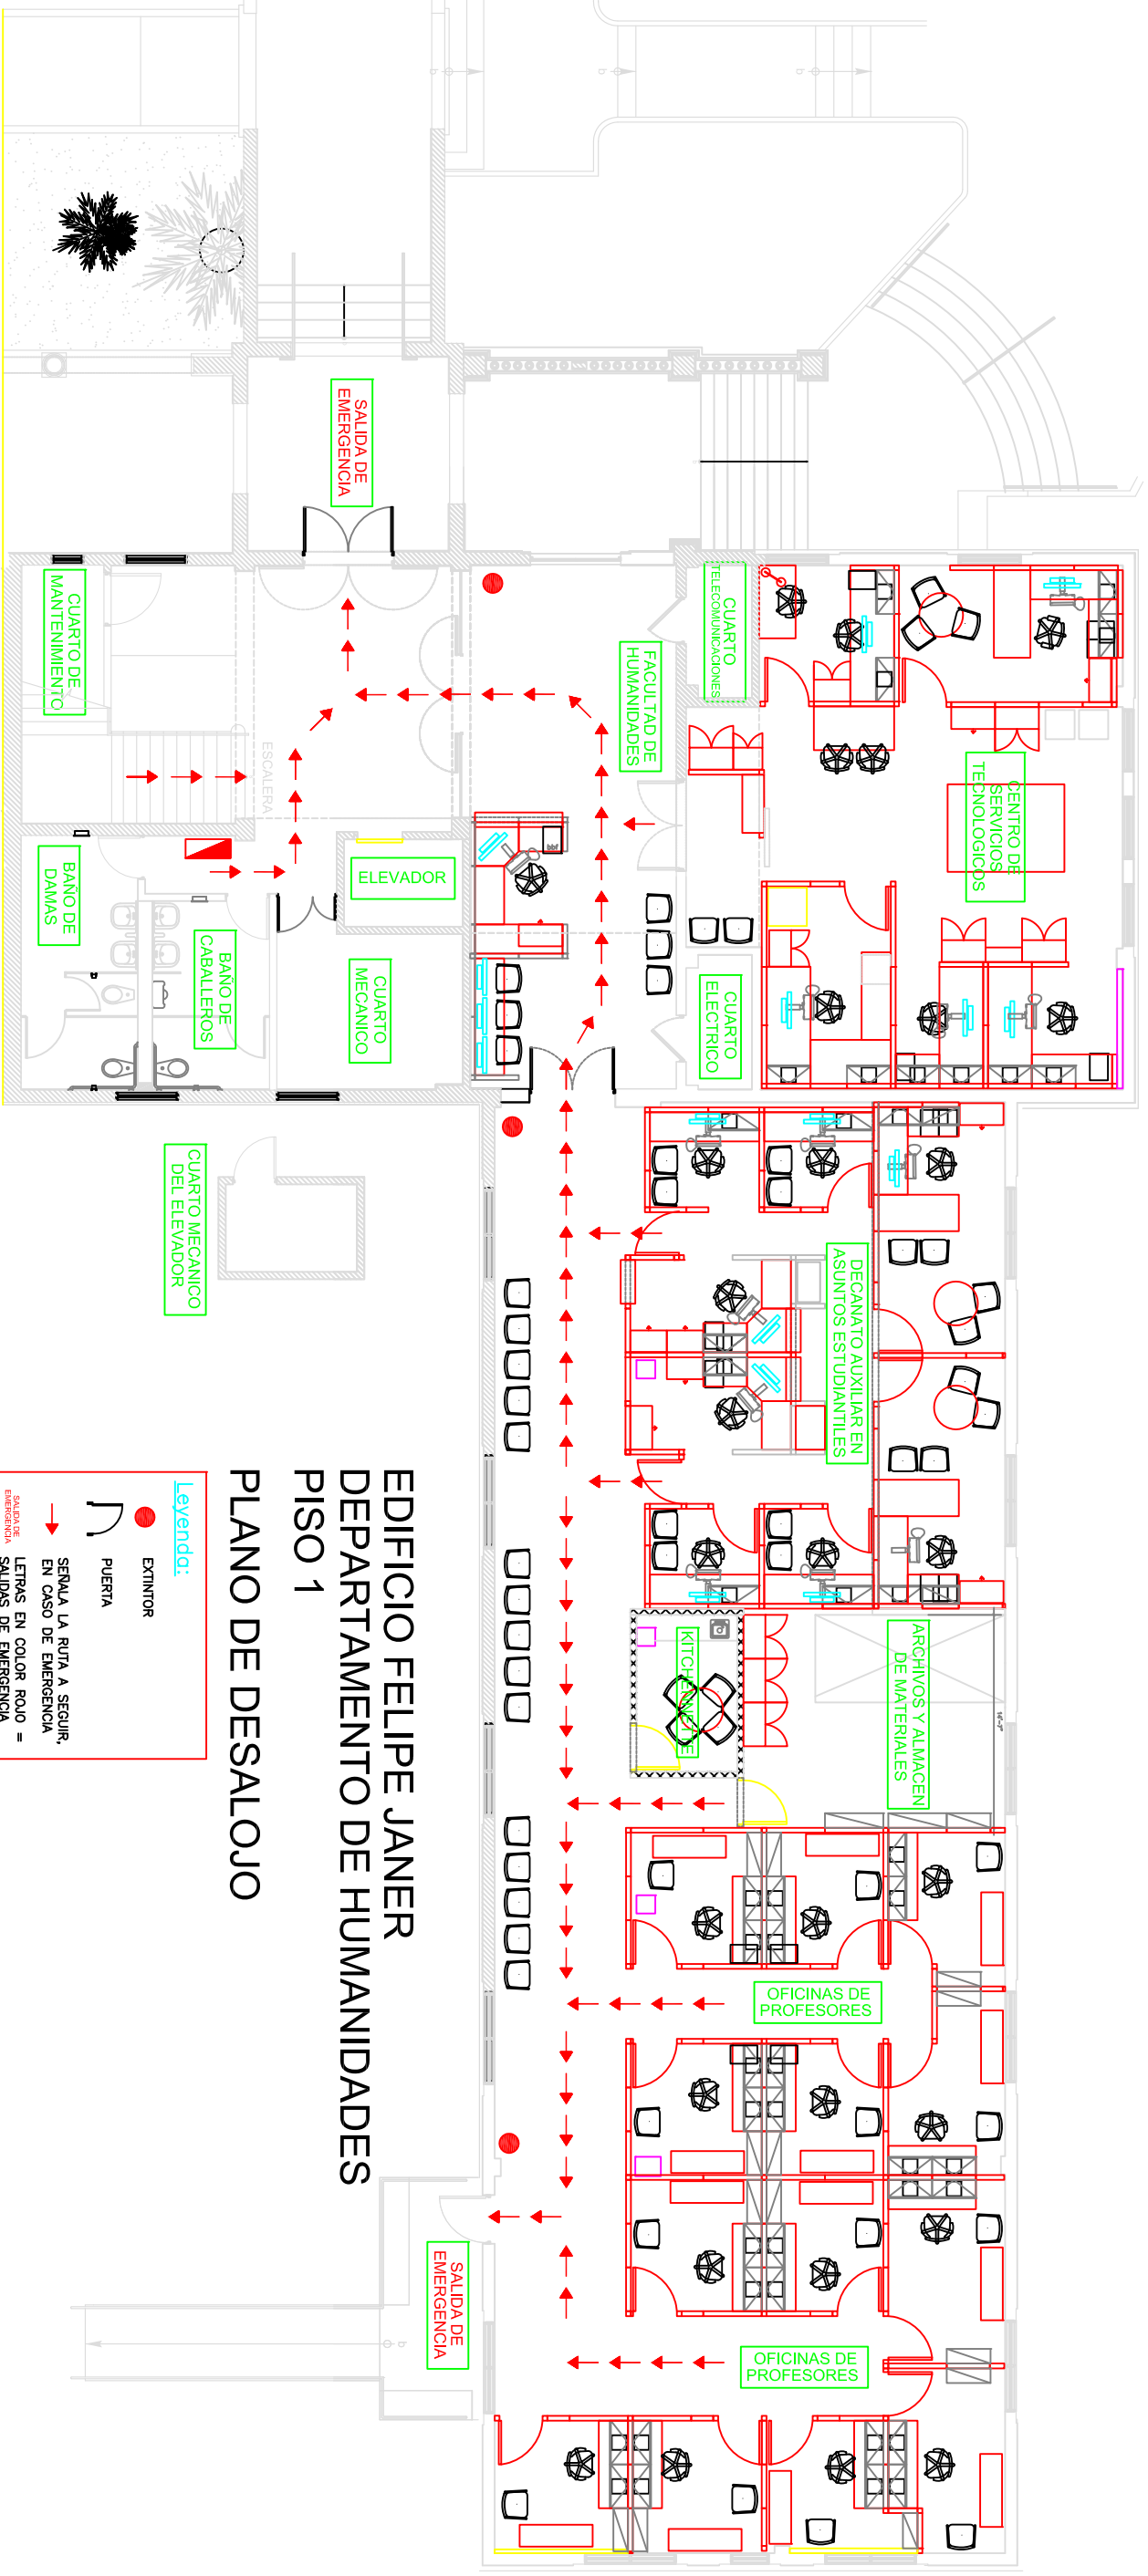 SALIDA DE
EMERGENCIA
CUARTO DE
MANTENIMIENTO
CUARTO
TELECOMUNICACIONES
FACULTAD DE
HUMANIDADES
CENTRO DE
SERVICIOS
TECNOLOGICOS
ESCALERA
ELEVADOR
BAÑO DE
DAMAS
BAÑO DE
CABALLEROS
CUARTO
MECANICO
CUARTO
ELECTRICO
CUARTO MECANICO
DEL ELEVADOR
DECANATO AUXILIAR EN
ASUNTOS ESTUDIANTILES
KITCHENNETTE
ARCHIVOS Y ALMACEN
DE MATERIALES
OFICINAS DE
PROFESORES
OFICINAS DE
PROFESORES
SALIDA DE
EMERGENCIA
EDIFICIO FELIPE JANER
DEPARTAMENTO DE HUMANIDADES
PISO 1
PLANO DE DESALOJO
Leyenda:
EXTINTOR
PUERTA
SEÑALA LA RUTA A SEGUIR,
EN CASO DE EMERGENCIA
SALIDA DE
EMERGENCIA
LETRAS EN COLOR ROJO =
SALIDAS DE EMERGENCIA